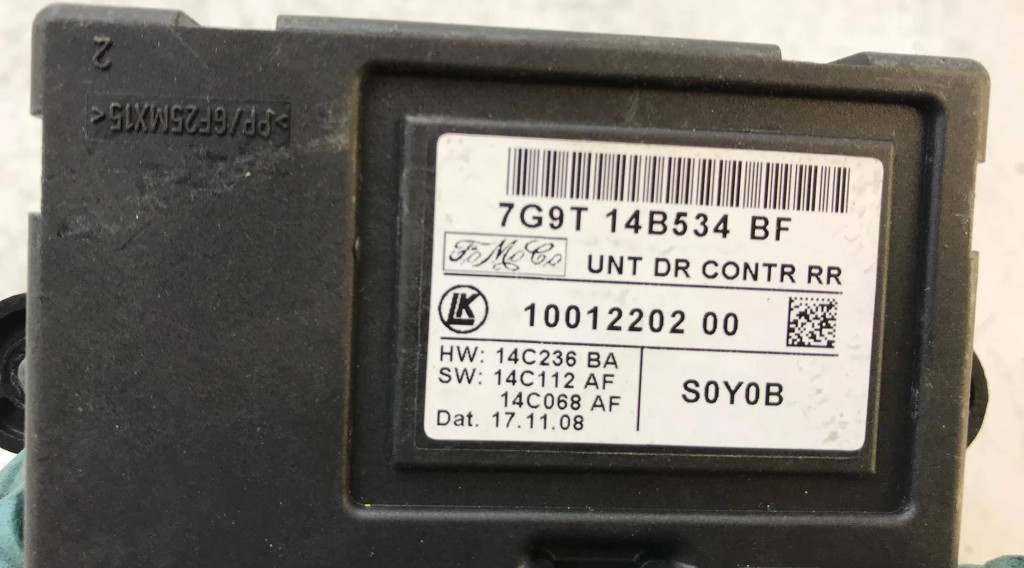 2
>PP/GF25MX15<
7G9T 14B534 BF
FoMoCo
UNT DR CONTR RR
LK
10012202 00
HW: 14C236 BA
SW: 14C112 AF
14C068 AF
Dat. 17.11.08
S0Y0B